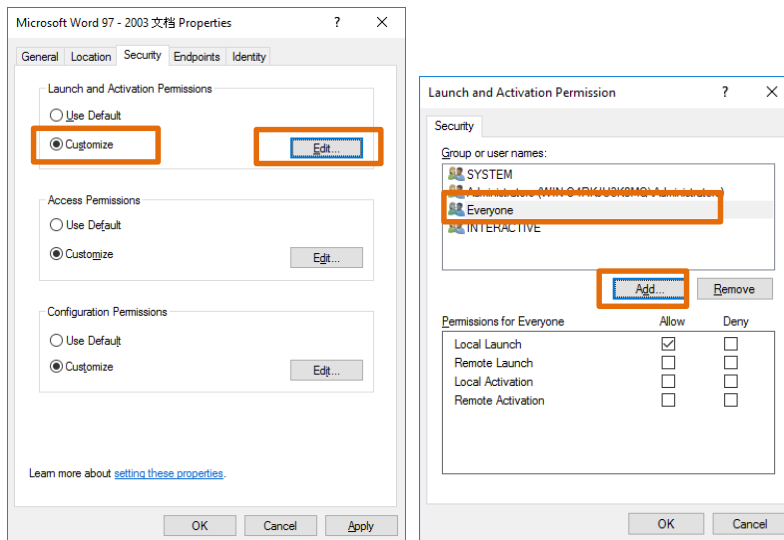 Microsoft Word 97 - 2003 文档 Properties
?
×
General
Location
Security
Endpoints
Identity
Launch and Activation Permissions
Use Default
Customize
Edit...
Access Permissions
Use Default
Customize
Edit...
Configuration Permissions
Use Default
Customize
Edit...
Learn more about setting these properties.
OK
Cancel
Apply
Launch and Activation Permission
?
×
Security
Group or user names:
SYSTEM
Administrators
Everyone
INTERACTIVE
Add...
Remove
Permissions for Everyone
Allow
Deny
Local Launch
Remote Launch
Local Activation
Remote Activation
OK
Cancel